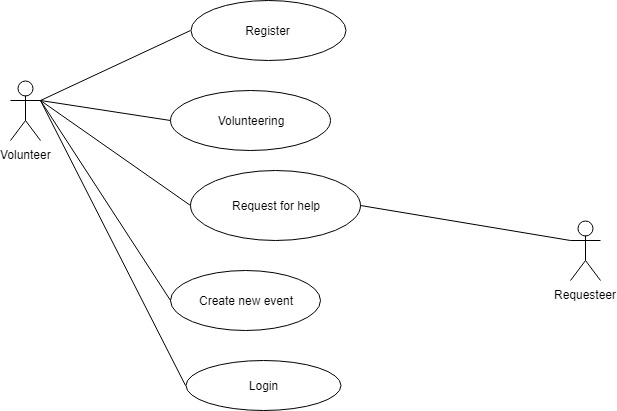 Register
Volunteering
Volunteer
Request for help
Requesteer
Create new event
Login